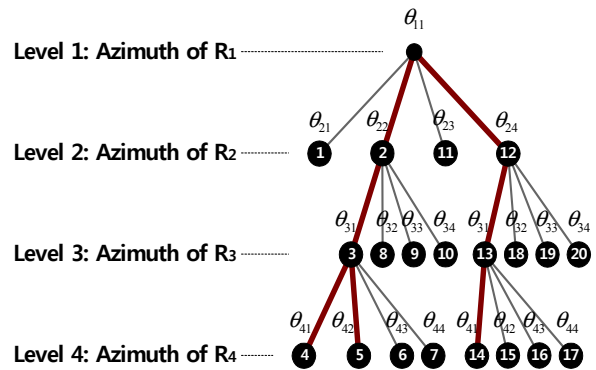 θ11
Level 1: Azimuth of R1
θ21 θ22 θ23 θ24
Level 2: Azimuth of R2 1 2 11 12
θ31 θ32 θ33 θ34 θ31 θ32 θ33 θ34
Level 3: Azimuth of R3 3 8 9 10 13 18 19 20
θ41 θ42 θ43 θ44 θ41 θ42 θ43 θ44
Level 4: Azimuth of R4 4 5 6 7 14 15 16 17